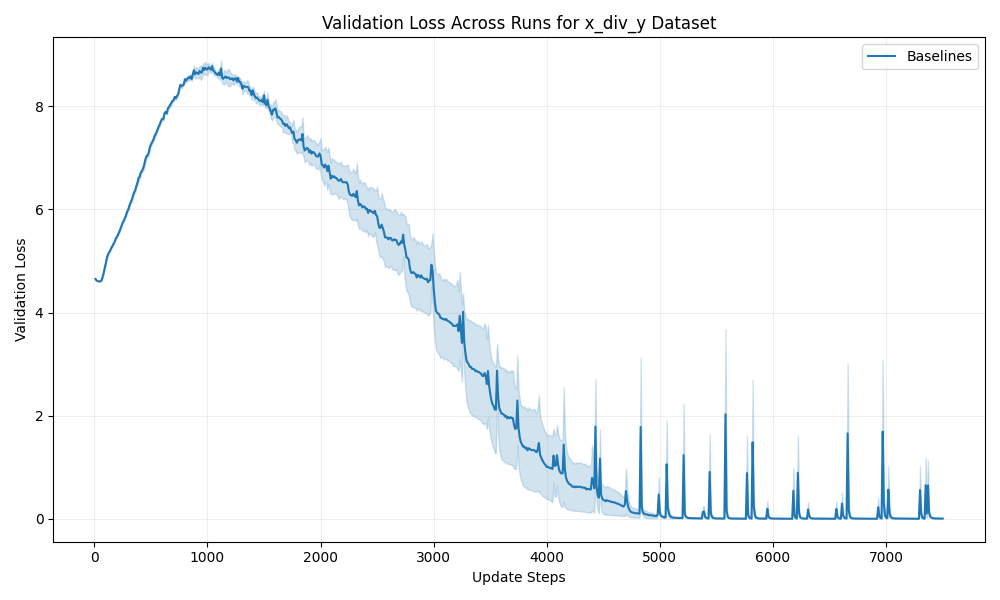 Validation Loss Across Runs for x_div_y Dataset
Baselines
Validation Loss
8
6
4
2
0
0 1000 2000 3000 4000 5000 6000 7000
Update Steps